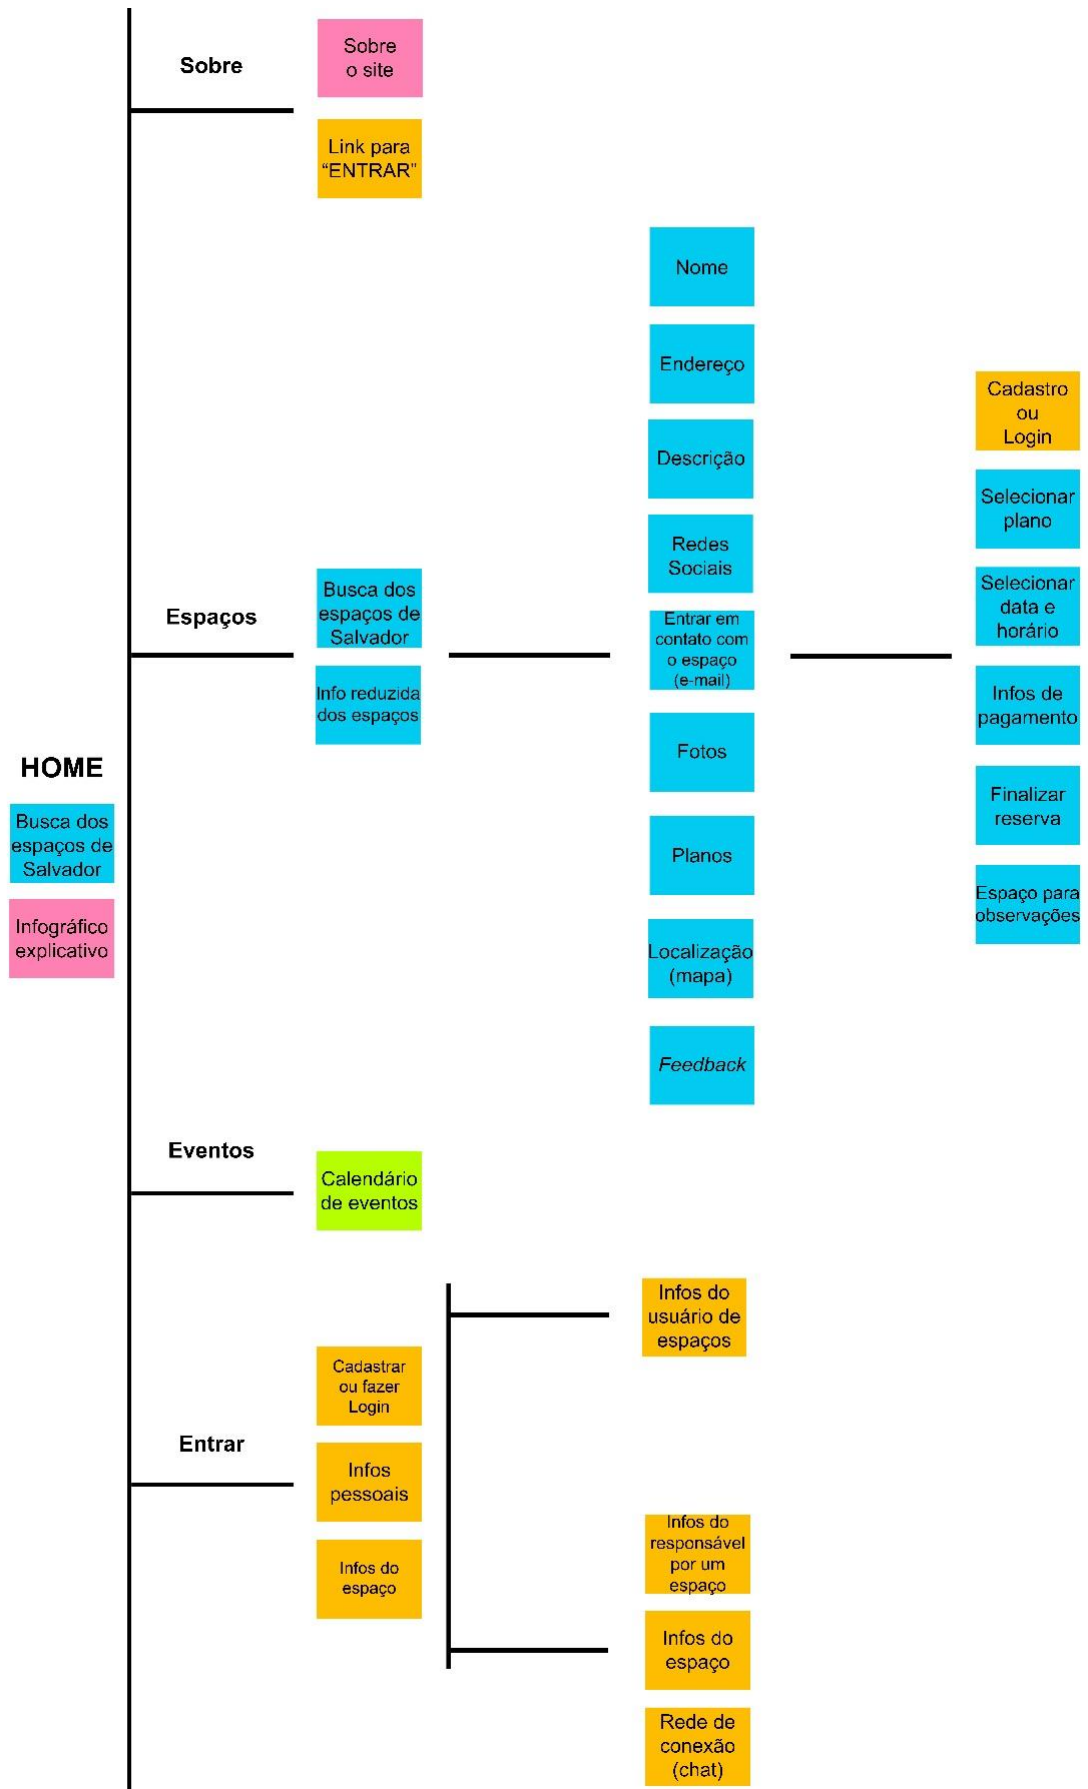 Sobre
Sobre
o site
Link para
“ENTRAR”
HOME
Busca dos
espaços de
Salvador
Infográfico
explicativo
Espaços
Busca dos
espaços de
Salvador
Info reduzida
dos espaços
Nome
Endereço
Descrição
Redes
Sociais
Entrar em
contato com
o espaço
(e-mail)
Fotos
Planos
Localização
(mapa)
Feedback
Cadastro
ou
Login
Selecionar
plano
Selecionar
data e
horário
Infos de
pagamento
Finalizar
reserva
Espaço para
observações
Eventos
Calendário
de eventos
Entrar
Cadastrar
ou fazer
Login
Infos
pessoais
Infos do
espaço
Infos do
usuário de
espaços
Infos do
responsável
por um
espaço
Infos do
espaço
Rede de
conexão
(chat)